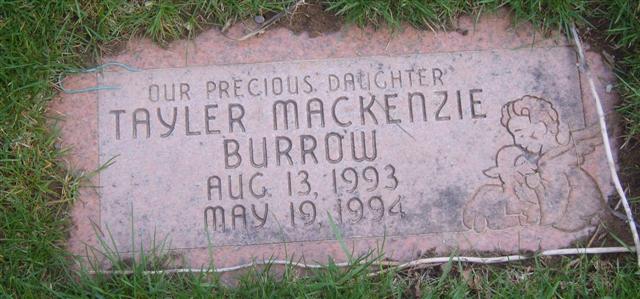 OUR PRECIOUS DAUGHTER
TAYLER MACKENZIE
BURROW
AUG 13, 1993
MAY 19, 1994